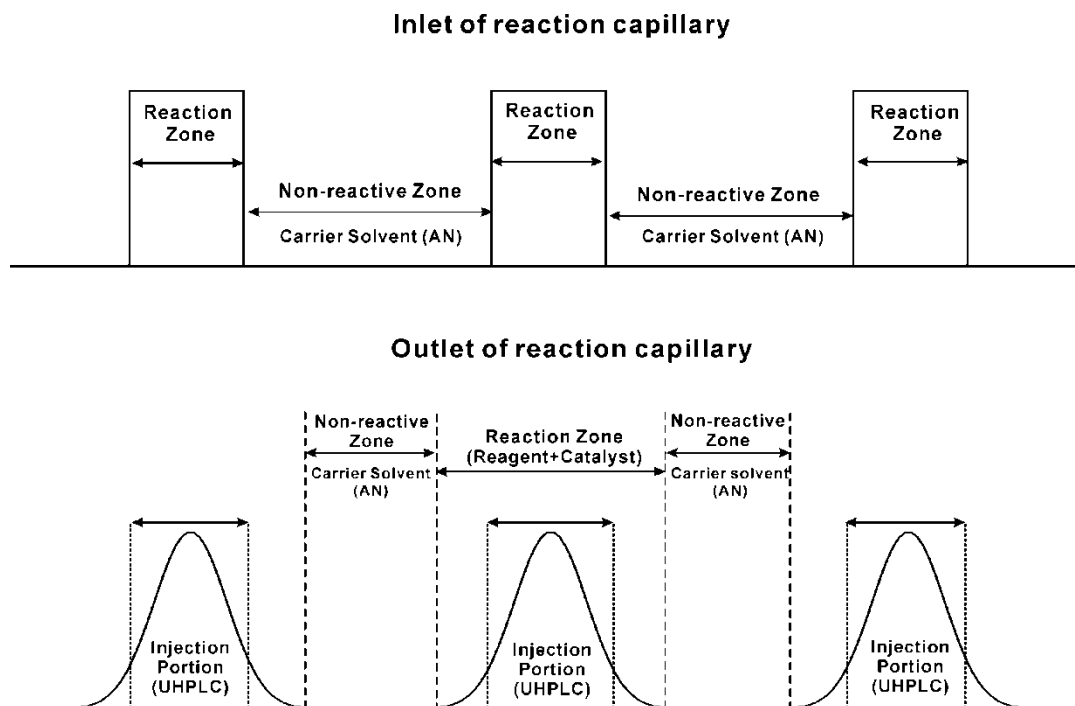 Inlet of reaction capillary
Reaction
Zone
Reaction
Zone
Reaction
Zone
Non-reactive Zone
Carrier Solvent (AN)
Non-reactive Zone
Carrier Solvent (AN)
Outlet of reaction capillary
Non-reactive
Zone
Carrier Solvent
(AN)
Reaction Zone
(Reagent+Catalyst)
Non-reactive
Zone
Carrier solvent
(AN)
Injection
Portion
(UHPLC)
Injection
Portion
(UHPLC)
Injection
Portion
(UHPLC)